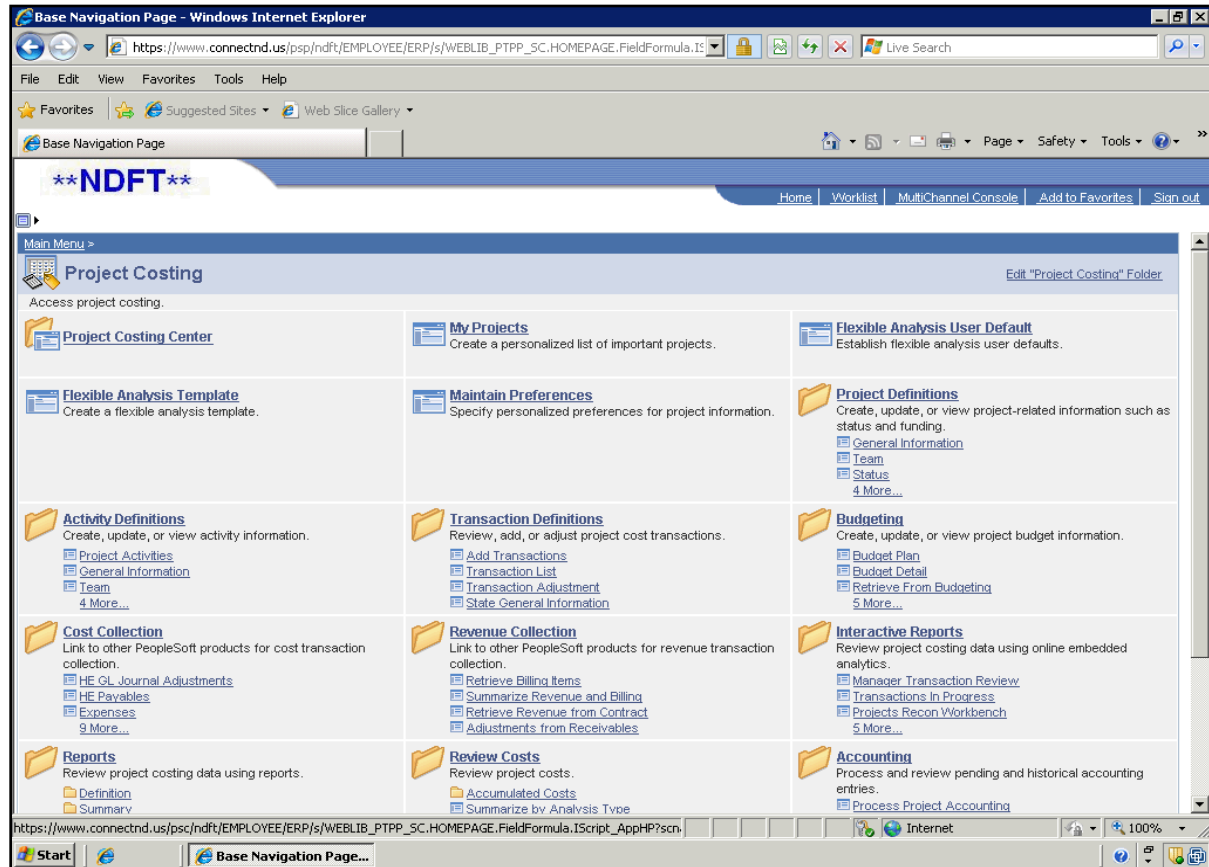 Base Navigation Page - Windows Internet Explorer
https://www.connectnd.us/psp/ndft/EMPLOYEE/ERP/s/WEBLIB_PTPP_SC.HOMEPAGE.FieldFormula.IS
Live Search
File Edit View Favorites Tools Help
Favorites Suggested Sites Web Slice Gallery
Base Navigation Page Page Safety Tools
**NDFT**
Home Worklist MultiChannel Console Add to Favorites Sign out
Main Menu >
Project Costing Edit "Project Costing" Folder
Access project costing.
Project Costing Center
My Projects
Create a personalized list of important projects.
Flexible Analysis User Default
Establish flexible analysis user defaults.
Flexible Analysis Template
Create a flexible analysis template.
Maintain Preferences
Specify personalized preferences for project information.
Project Definitions
Create, update, or view project-related information such as
status and funding.
General Information
Team
Status
4 More...
Activity Definitions
Create, update, or view activity information.
Project Activities
General Information
Team
4 More...
Transaction Definitions
Review, add, or adjust project cost transactions.
Add Transactions
Transaction List
Transaction Adjustment
State General Information
Budgeting
Create, update, or view project budget information.
Budget Plan
Budget Detail
Retrieve From Budgeting
5 More...
Cost Collection
Link to other PeopleSoft products for cost transaction
collection.
HE GL Journal Adjustments
HE Payables
Expenses
9 More...
Revenue Collection
Link to other PeopleSoft products for revenue transaction
collection.
Retrieve Billing Items
Summarize Revenue and Billing
Retrieve Revenue from Contract
Adjustments from Receivables
Interactive Reports
Review project costing data using online embedded
analytics.
Manager Transaction Review
Transactions In Progress
Projects Recon Workbench
5 More...
Reports
Review project costing data using reports.
Definition
Summary
Review Costs
Review project costs.
Accumulated Costs
Summarize by Analysis Type
Accounting
Process and review pending and historical accounting
entries.
Process Project Accounting
https://www.connectnd.us/psc/ndft/EMPLOYEE/ERP/s/WEBLIB_PTPP_SC.HOMEPAGE.FieldFormula.IScript_AppHP?scn. Internet 100%
Start Base Navigation Page...